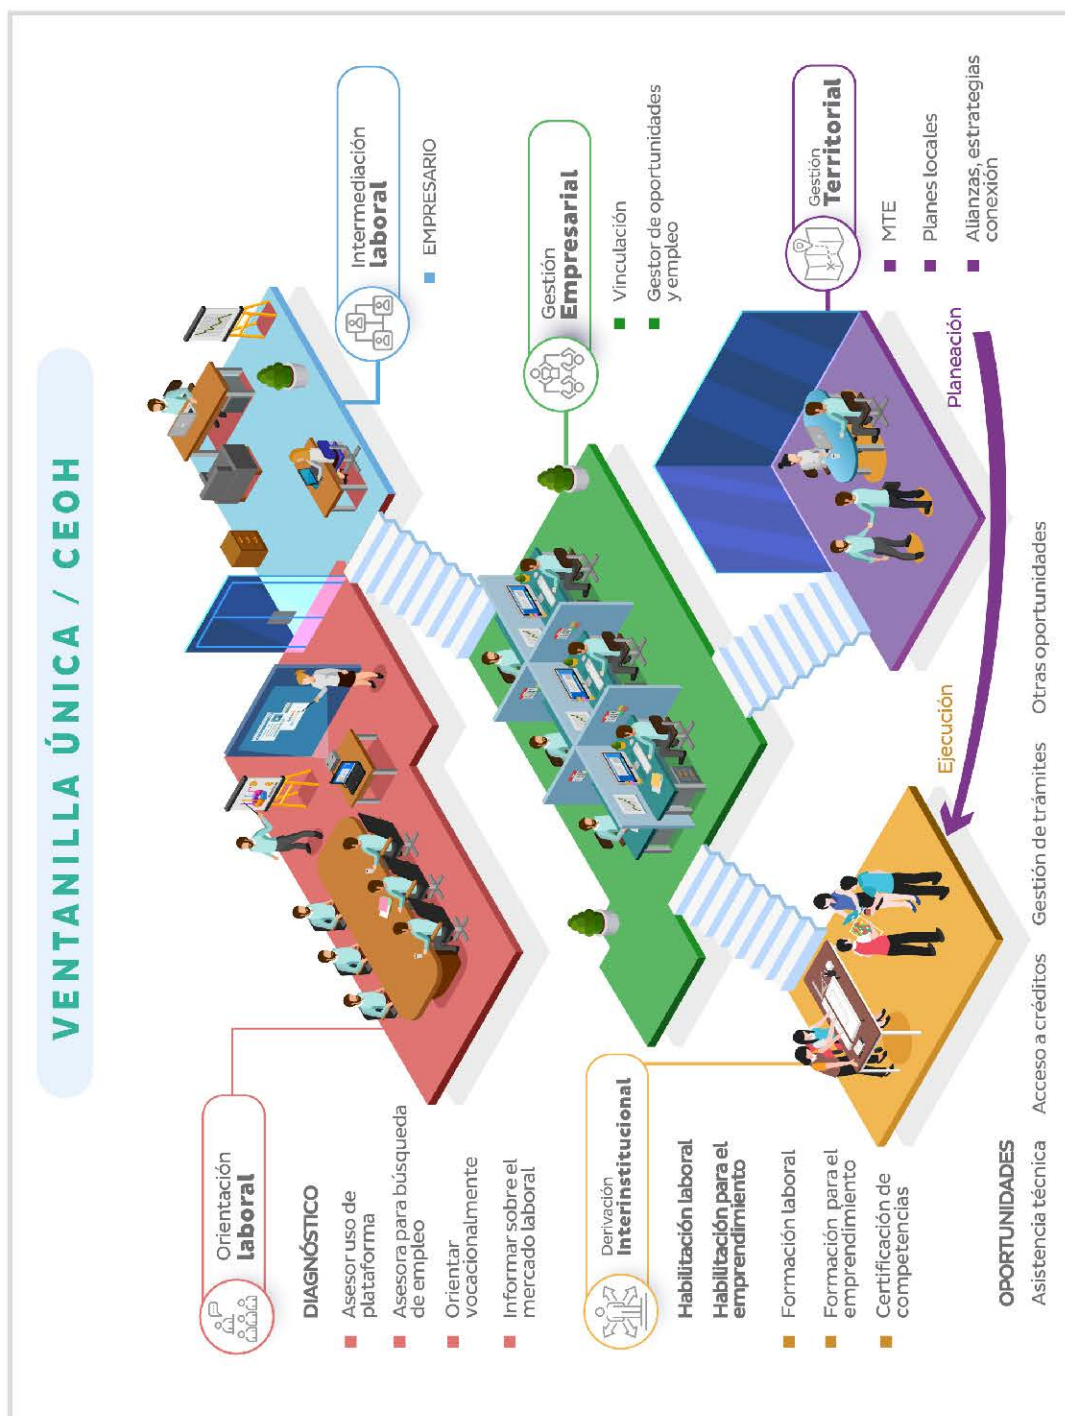 VENTANILLA ÚNICA / CEOH
Orientación
laboral
DIAGNÓSTICO
Asesor uso de
plataforma
Asesora para búsqueda
de empleo
Orientar
vocacionalmente
Informar sobre el
mercado laboral
Intermediación
laboral
EMPRESARIO
Gestión
Empresarial
Vinculación
Gestor de oportunidades
y empleo
Derivación
Interinstitucional
Habilitación laboral
Habilitación para el
emprendimiento
Formación laboral
Formación para el
emprendimiento
Certificación de
competencias
Gestión
Territorial
MTE
Planes locales
Alianzas, estrategias
conexión
Planeación
Ejecución
OPORTUNIDADES
Asistencia técnica Acceso a créditos Gestión de trámites Otras oportunidades